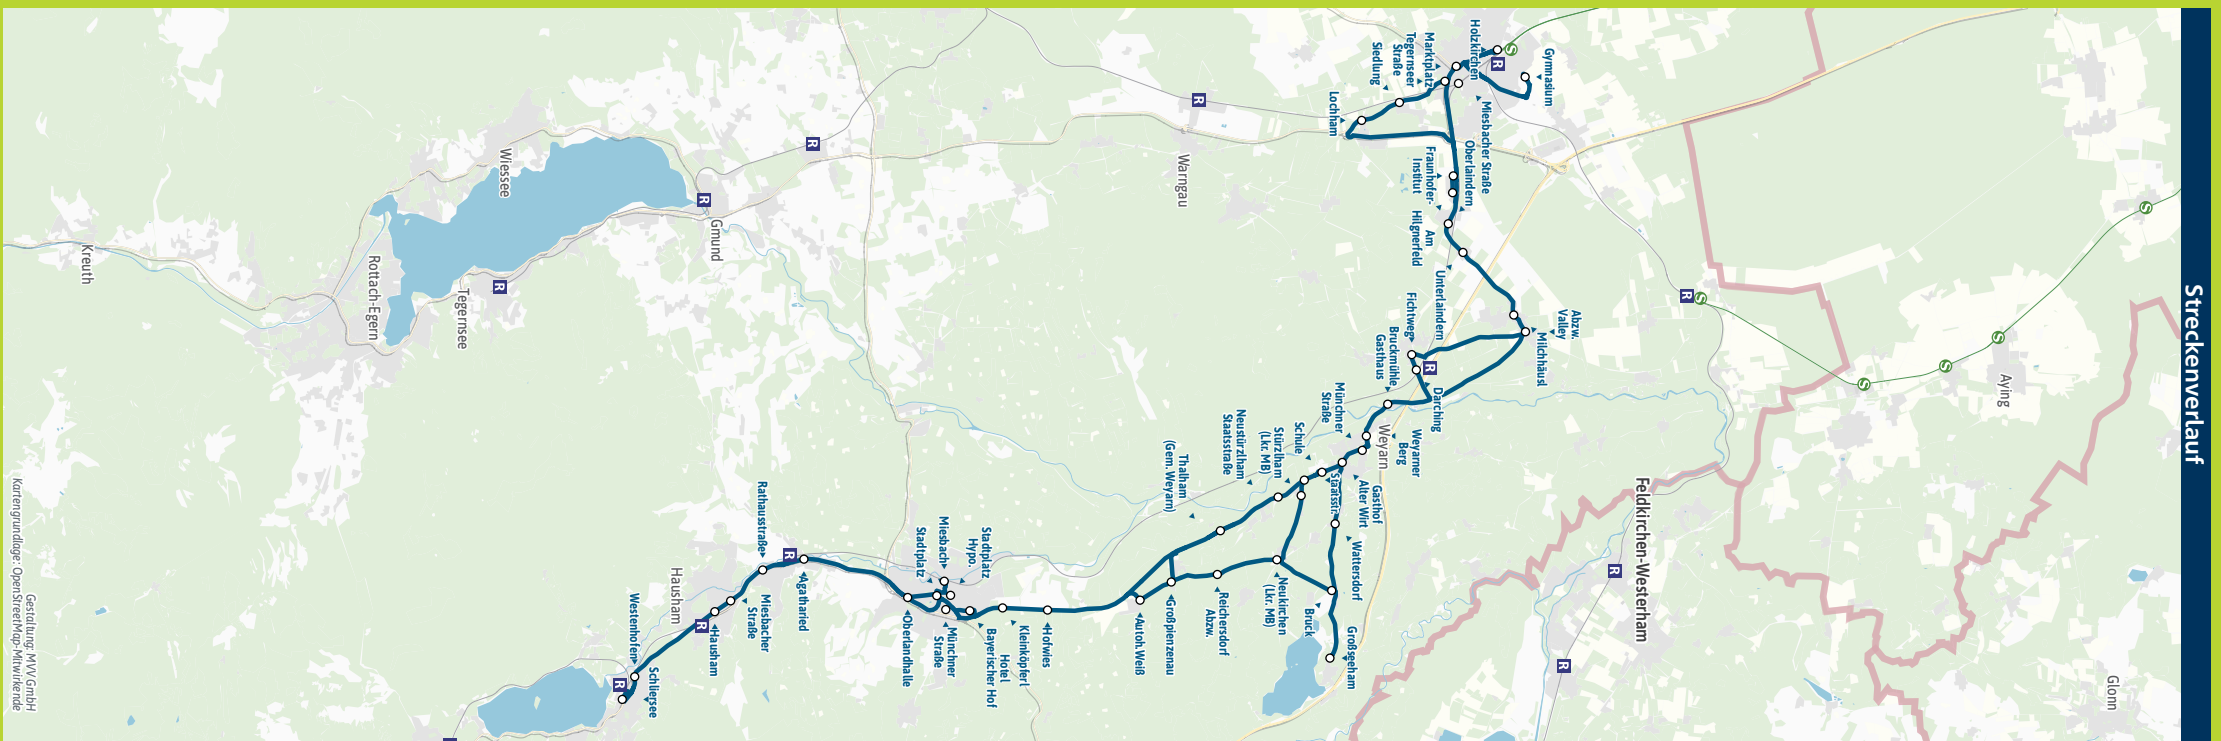 Streckenverlauf
Gymnasium
Holzkirchen
Marktplatz
Tegernseer
Straße
Siedlung
Lochham
Miesbacher Straße
Oberlaindern
Fraunhofer-
Institut
Am
Hilgnerfeld
Unterlaindern
Fichtweg
Bruckmühle
Gasthaus
Abzw.
Valley
Milchhäusl
Darching
Weyarn
Weyarner
Berg
Münchner
Straße
Schule
Stürzlham
(Lkr. MB)
Neustürzlham
Staatsstraße
Thalham
(Gem. Weyarn)
Gasthof
Alter Wirt
Staatsstr.
Wattersdorf
Bruck
Großseeham
Neukirchen
(Lkr. MB)
Reichersdorf
Abzw.
Großpienzenau
Autoh.Weiß
Hofwies
Kleinköpferl
Hotel
Bayerischer Hof
Münchner
Straße
Stadtplatz
Hypo.
Miesbach
Stadtplatz
Oberlandhalle
Agatharied
Rathausstraße
Miesbacher
Straße
Hausham
Hausham
Westenhofen
Schliersee
Aying
Feldkirchen-Westerham
Glonn
Warngau
Gmund
Wiessee
Tegernsee
Rottach-Egern
Kreuth
R
R
R
R
R
R
R
R
R
R
R
R
S
S
S
S
S
S
Gestaltung: MVV GmbH
Kartengrundlage: OpenStreetMap-Mitwirkende